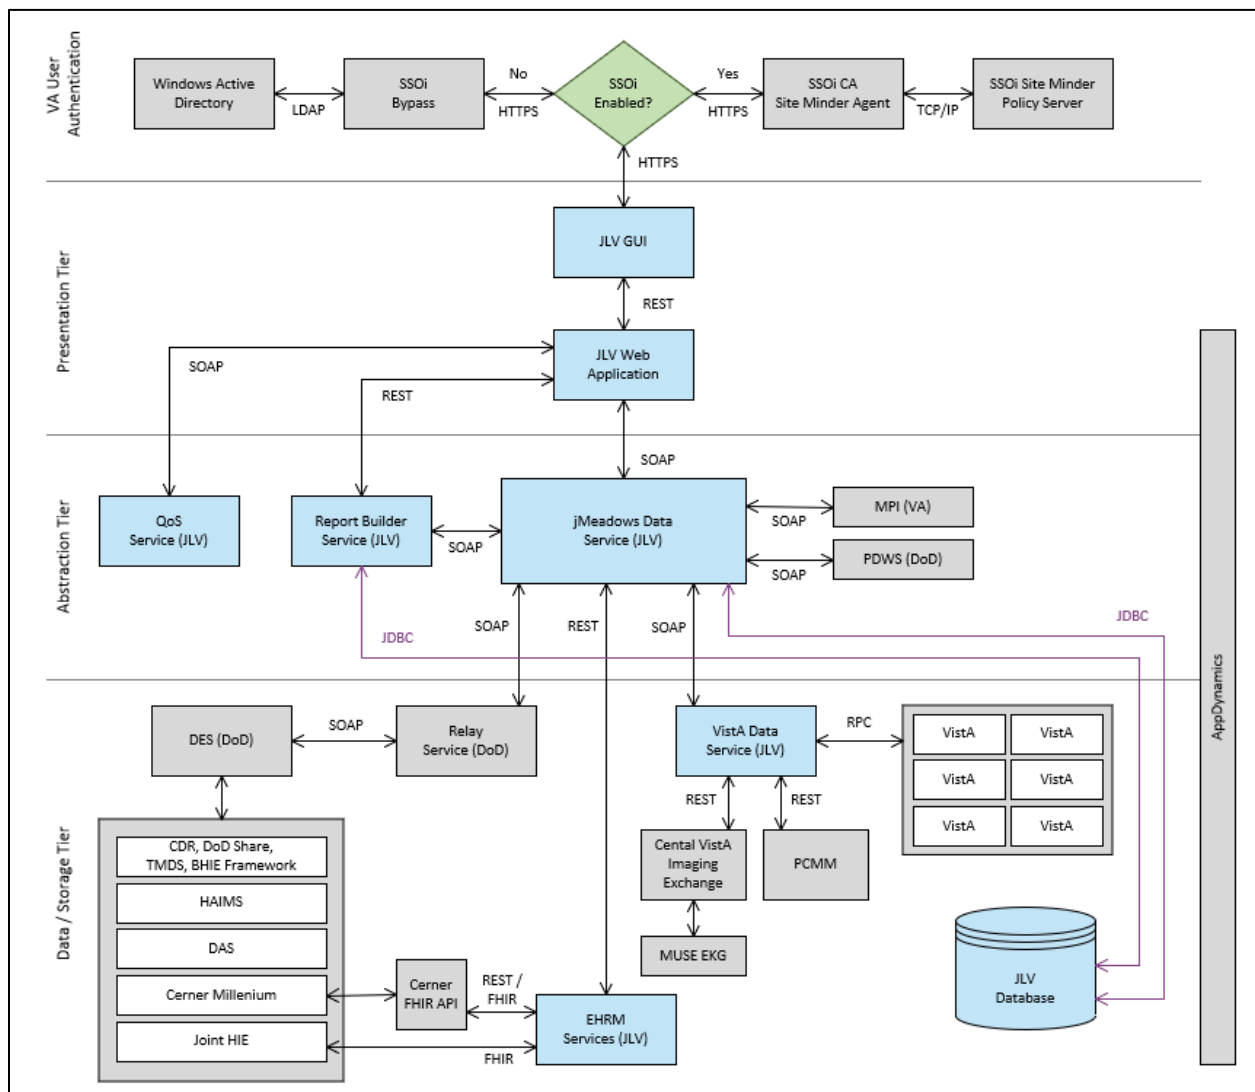 VA User
Authentication
Windows Active
Directory
LDAP
SSOi
Bypass
No
HTTPS
SSOi
Enabled?
Yes
HTTPS
SSOi CA
Site Minder Agent
TCP/IP
SSOi Site Minder
Policy Server
HTTPS
Presentation Tier
JLV GUI
REST
JLV Web
Application
SOAP
REST
SOAP
Abstraction Tier
QoS
Service (JLV)
Report Builder
Service (JLV)
SOAP
jMeadows Data
Service (JLV)
SOAP
MPI (VA)
SOAP
PDWS (DoD)
JDBC
SOAP
REST
SOAP
JDBC
AppDynamics
Data / Storage Tier
DES (DoD)
SOAP
Relay
Service (DoD)
VistA Data
Service (JLV)
RPC
VistA
VistA
VistA
VistA
VistA
VistA
REST
REST
Cental VistA
Imaging
Exchange
PCMM
MUSE EKG
CDR, DoD Share,
TMDS, BHIE Framework
HAIMS
DAS
Cerner Millenium
Joint HIE
Cerner
FHIR API
REST /
FHIR
FHIR
EHRM
Services (JLV)
JLV
Database